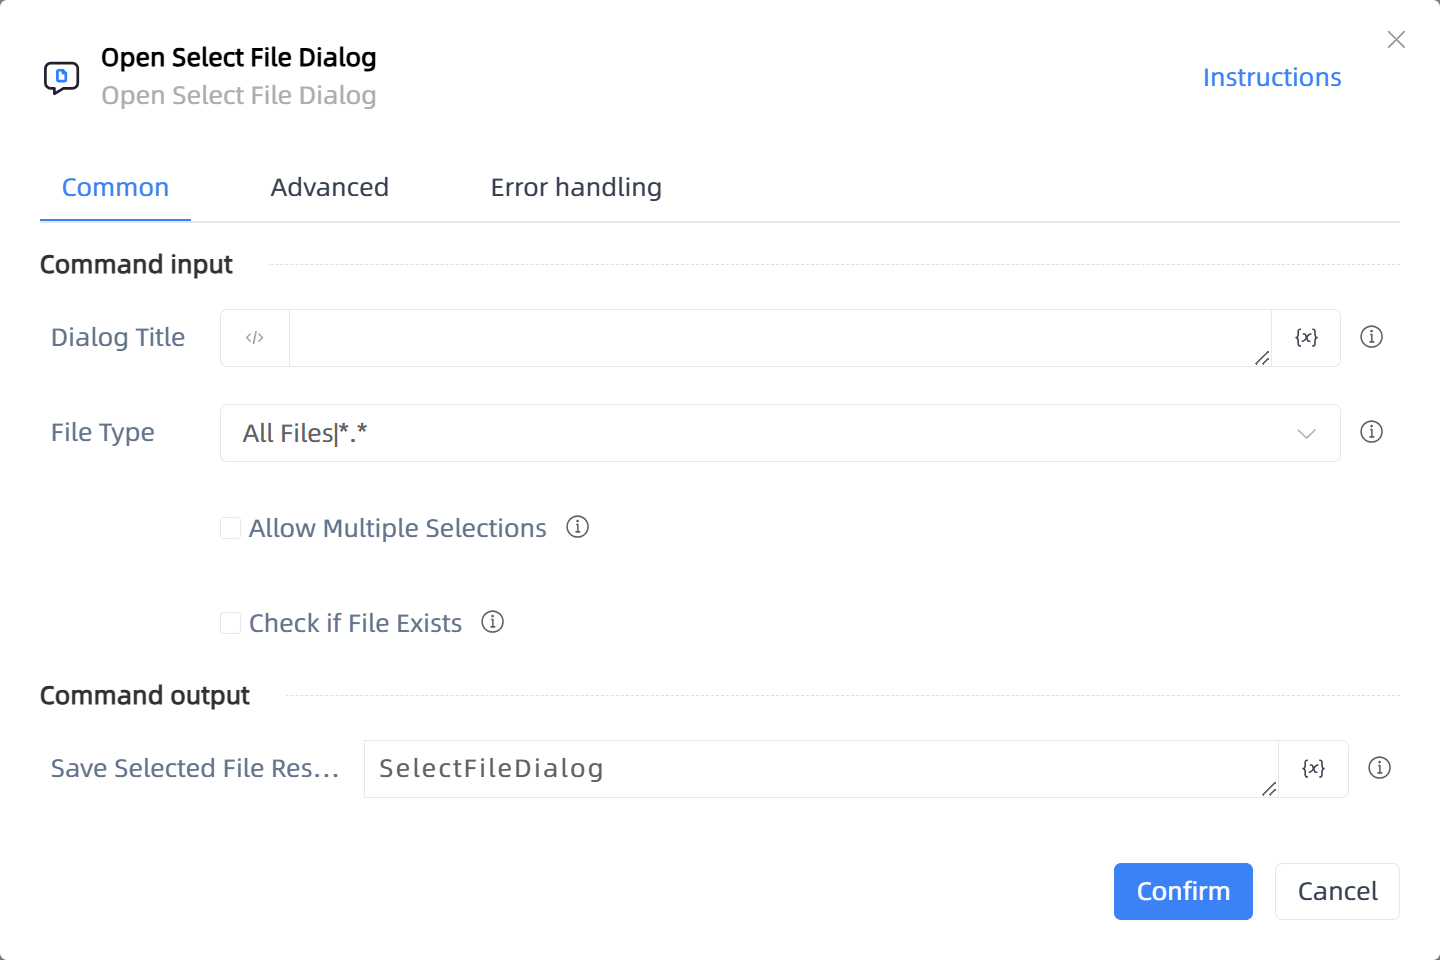 Open Select File Dialog
Open Select File Dialog
Instructions
Common Advanced Error handling
Command input
Dialog Title </> {x}
File Type All Files|*.*
Allow Multiple Selections
Check if File Exists
Command output
Save Selected File Res... SelectFileDialog {x}
Confirm Cancel